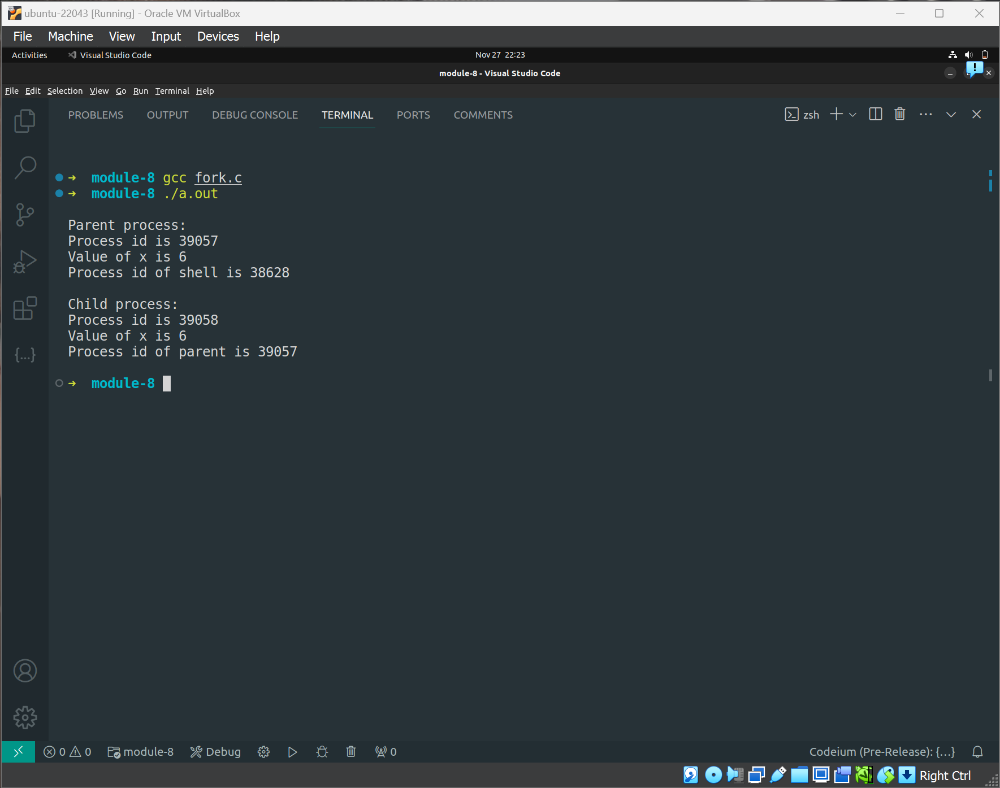 ubuntu-22043 [Running] - Oracle VM VirtualBox
File Machine View Input Devices Help
Activities Visual Studio Code Nov 27 22:23
module-8 - Visual Studio Code
File Edit Selection View Go Run Terminal Help
PROBLEMS OUTPUT DEBUG CONSOLE TERMINAL PORTS COMMENTS zsh
➜ module-8 gcc fork.c
➜ module-8 ./a.out
Parent process:
Process id is 39057
Value of x is 6
Process id of shell is 38628
Child process:
Process id is 39058
Value of x is 6
Process id of parent is 39057
➜ module-8
0 0 module-8 Debug 0 Codeium (Pre-Release): {...}
Right Ctrl